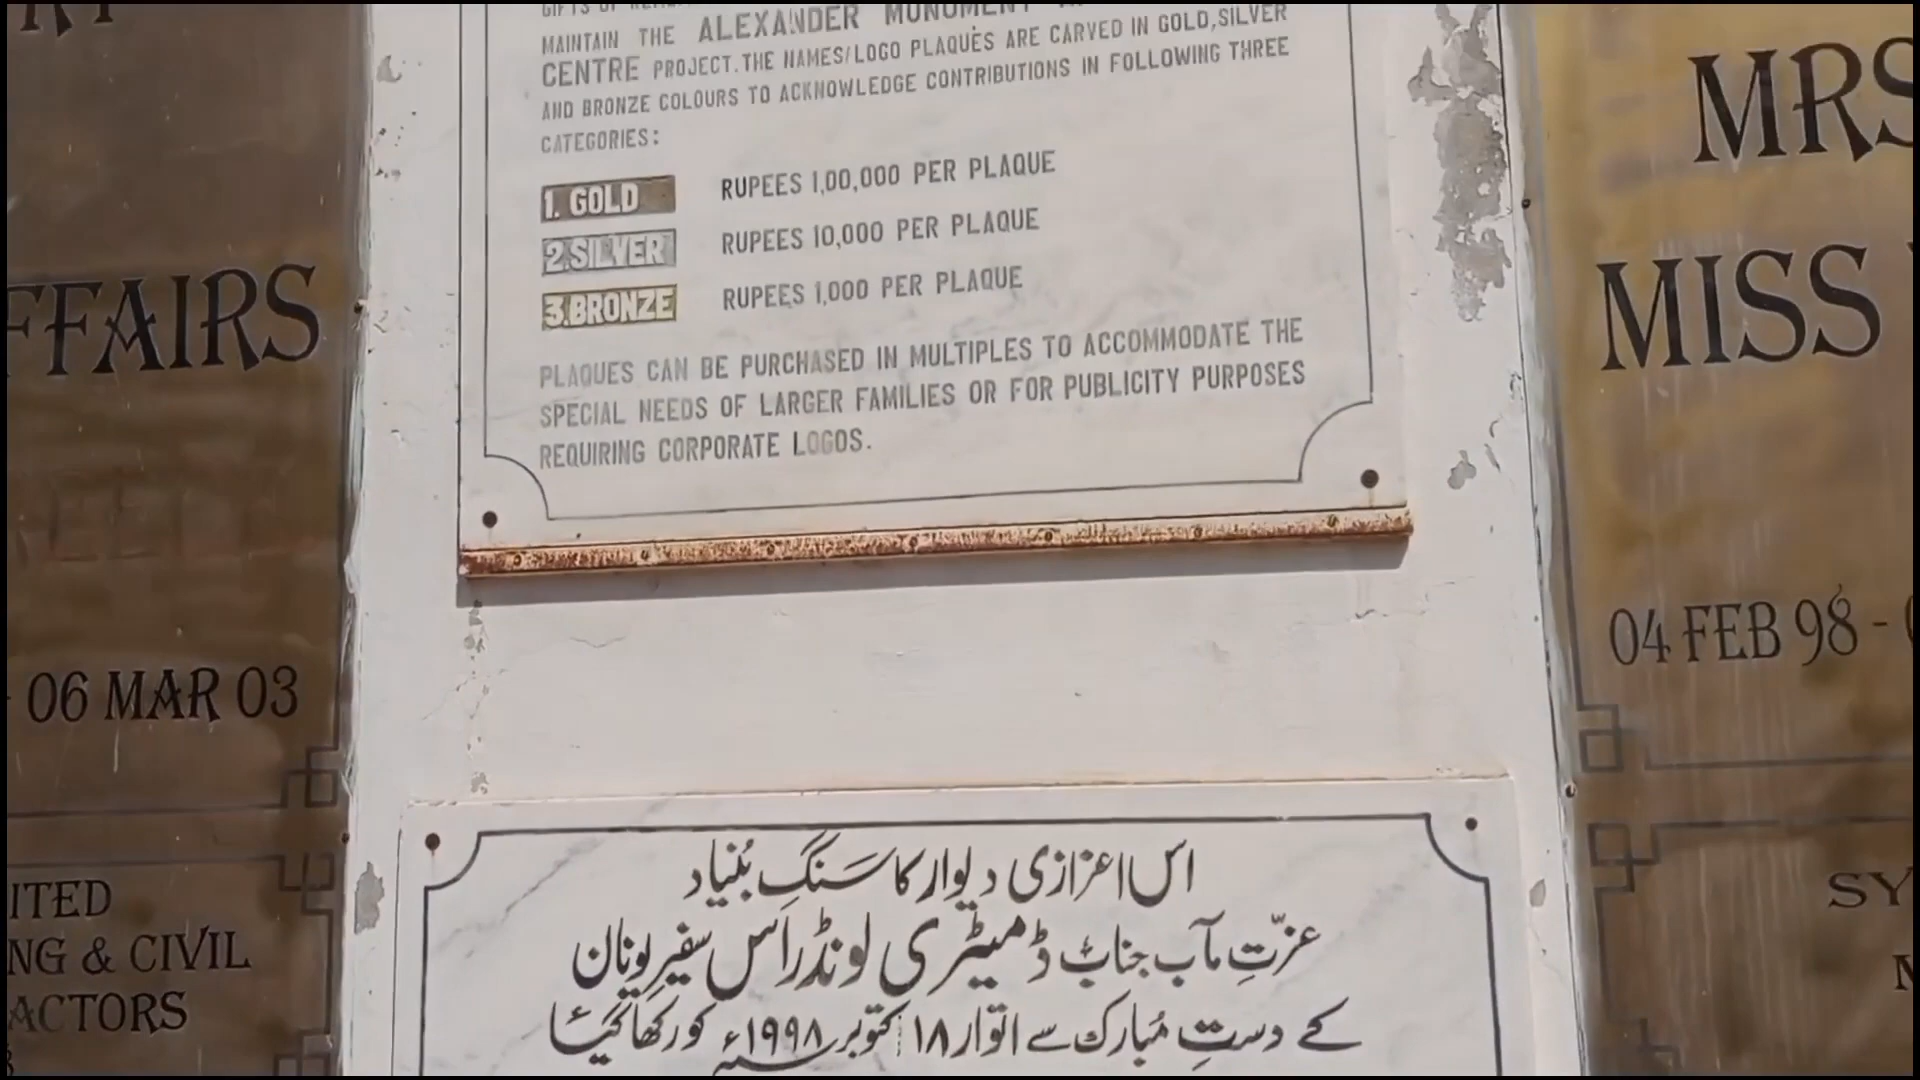 MAINTAIN THE ALEXANDER MONUMENT
CENTRE PROJECT. THE NAMES/LOGO PLAQUES ARE CARVED IN GOLD, SILVER
AND BRONZE COLOURS TO ACKNOWLEDGE CONTRIBUTIONS IN FOLLOWING THREE
CATEGORIES:
1. GOLD RUPEES 1,00,000 PER PLAQUE
2. SILVER RUPEES 10,000 PER PLAQUE
3. BRONZE RUPEES 1,000 PER PLAQUE
PLAQUES CAN BE PURCHASED IN MULTIPLES TO ACCOMMODATE THE
SPECIAL NEEDS OF LARGER FAMILIES OR FOR PUBLICITY PURPOSES
REQUIRING CORPORATE LOGOS.
اس اعزازی دیوار کا سَنگِ بُنیاد
عزّتِ مآب جناب ڈمیٹری لونڈراس سفیرِ یونان
کے دستِ مُبارک سے اتوار ۱۸ اکتوبر ۱۹۹۸ء کو رکھا گیا
FFAIRS
06 MAR 03
ITED
NG & CIVIL
ACTORS
MRS
MISS
04 FEB 98 -
SY